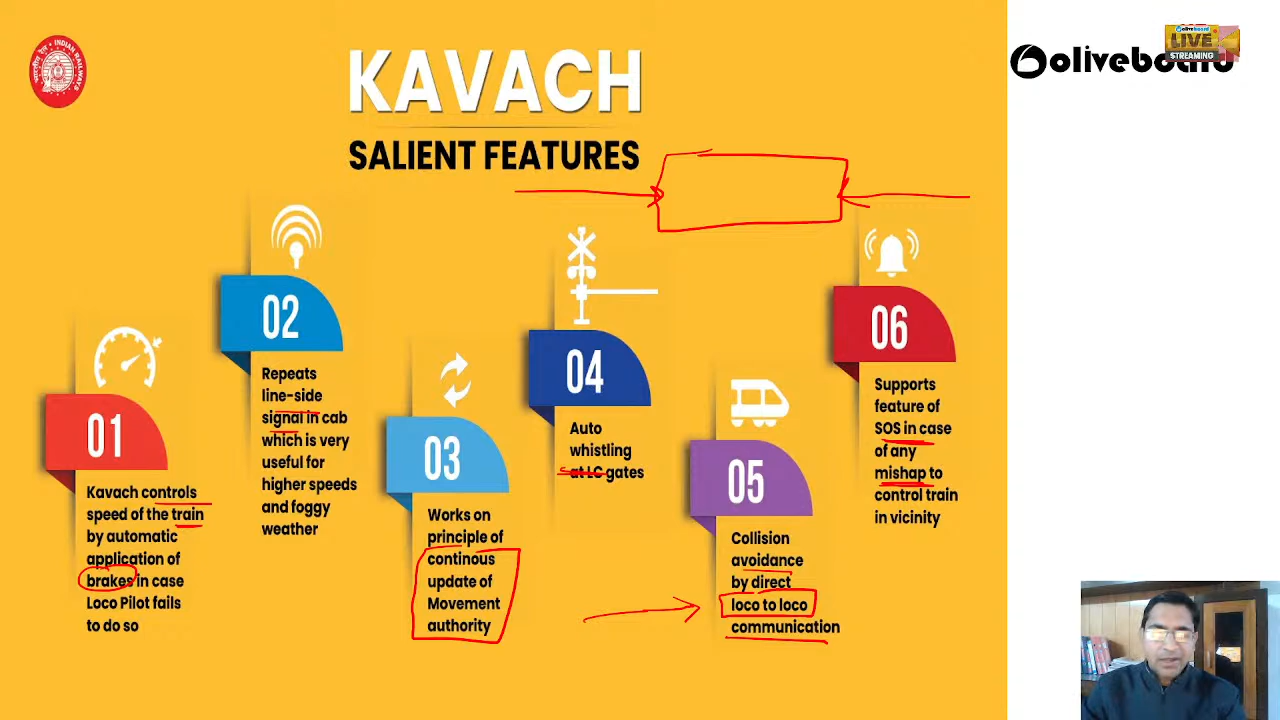 KAVACH
SALIENT FEATURES
INDIAN RAILWAYS
भारतीय रेल
oliveboard
oliveboard
LIVE
STREAMING
01
Kavach controls
speed of the train
by automatic
application of
brakes in case
Loco Pilot fails
to do so
02
Repeats
line-side
signal in cab
which is very
useful for
higher speeds
and foggy
weather
03
Works on
principle of
continous
update of
Movement
authority
04
Auto
whistling
at LC gates
05
Collision
avoidance
by direct
loco to loco
communication
06
Supports
feature of
SOS in case
of any
mishap to
control train
in vicinity